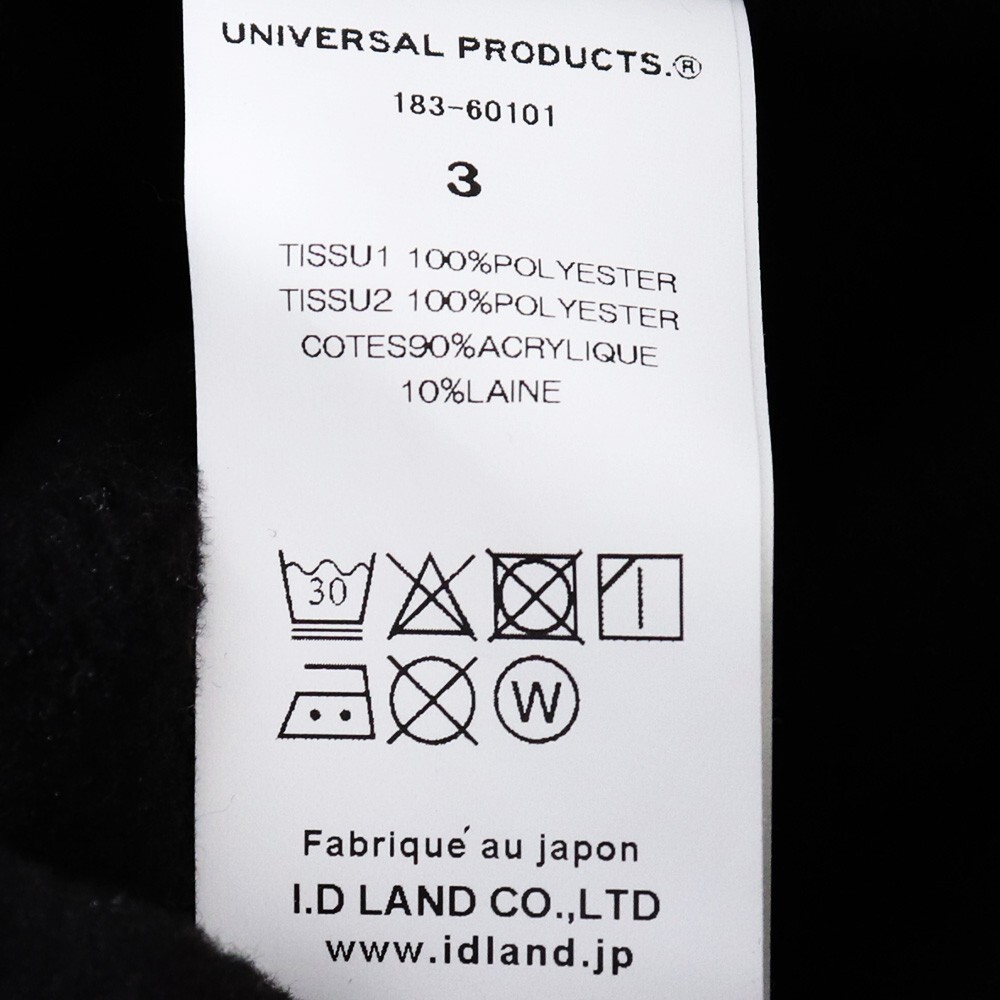 UNIVERSAL PRODUCTS.®
183-60101
3
TISSU1 100%POLYESTER
TISSU2 100%POLYESTER
COTES90%ACRYLIQUE
10%LAINE
30
W
Fabriqué au japon
I.D LAND CO.,LTD
www.idland.jp